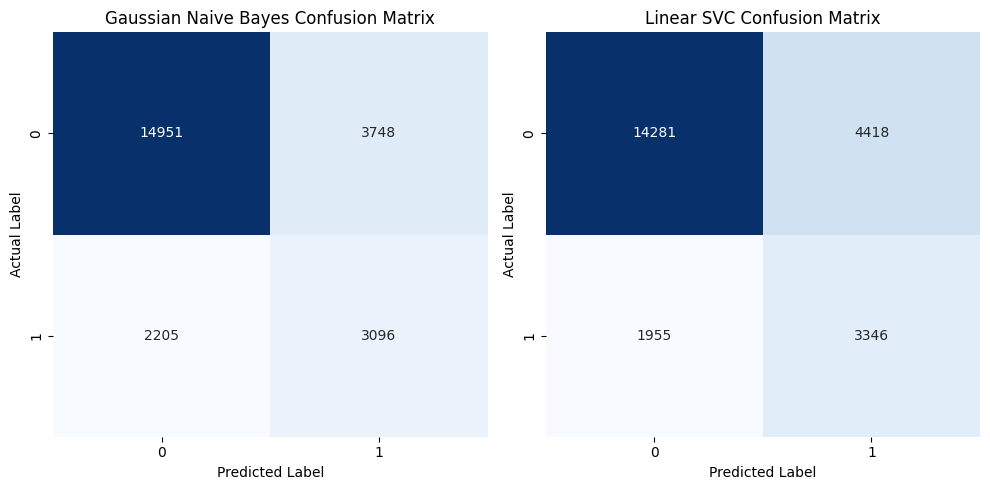 Gaussian Naive Bayes Confusion Matrix
Actual Label
0
1
14951
3748
2205
3096
0
1
Predicted Label
Linear SVC Confusion Matrix
Actual Label
0
1
14281
4418
1955
3346
0
1
Predicted Label